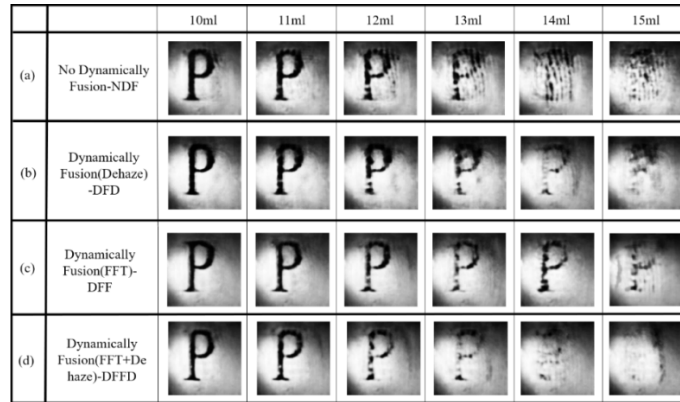 10ml 11ml 12ml 13ml 14ml 15ml
(a) No Dynamically
Fusion-NDF
P P P P
(b) Dynamically
Fusion(Dehaze)
-DFD
P P P P P
(c) Dynamically
Fusion(FFT)-
DFF
P P P P P
(d) Dynamically
Fusion(FFT+De
haze)-DFFD
P P P P